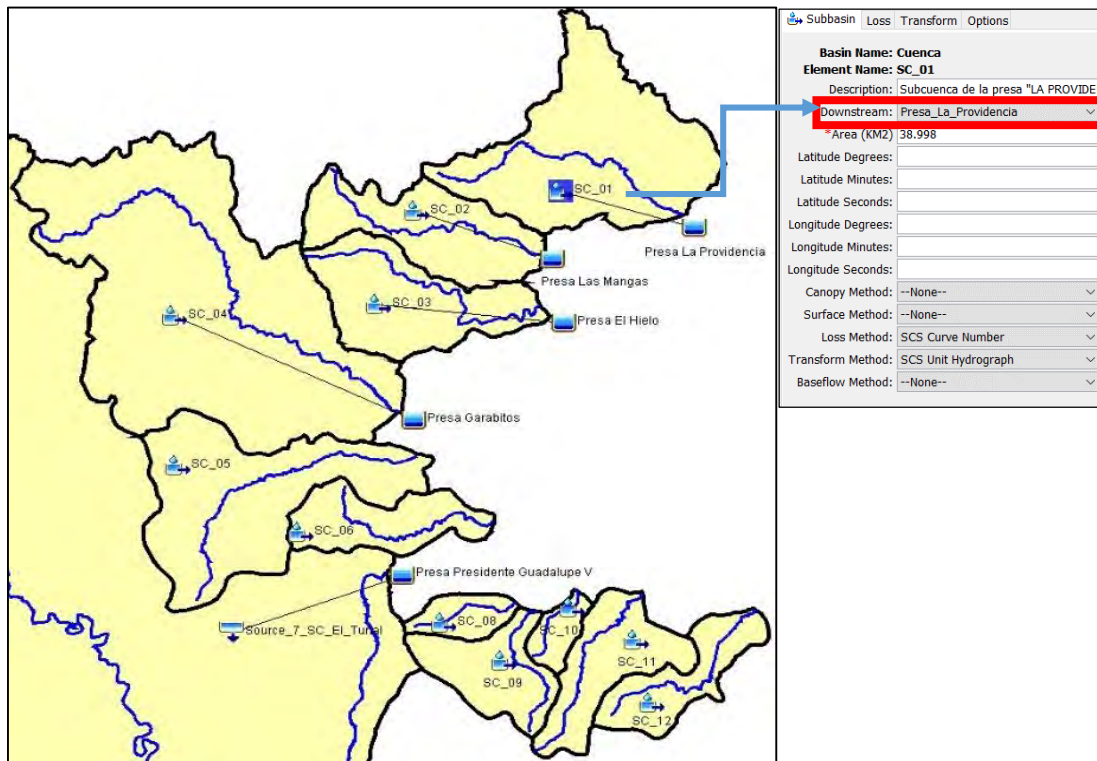 SC_01
SC_02
Presa La Providencia
Presa Las Mangas
SC_03
SC_04
Presa El Hielo
Presa Garabitos
SC_05
SC_06
Presa Presidente Guadalupe V
Source_7_SC_El_Tunal
SC_08
SC_10
SC_11
SC_09
SC_12
Subbasin Loss Transform Options
Basin Name: Cuenca
Element Name: SC_01
Description: Subcuenca de la presa "LA PROVIDE
Downstream: Presa_La_Providencia
*Area (KM2) 38.998
Latitude Degrees:
Latitude Minutes:
Latitude Seconds:
Longitude Degrees:
Longitude Minutes:
Longitude Seconds:
Canopy Method: --None--
Surface Method: --None--
Loss Method: SCS Curve Number
Transform Method: SCS Unit Hydrograph
Baseflow Method: --None--